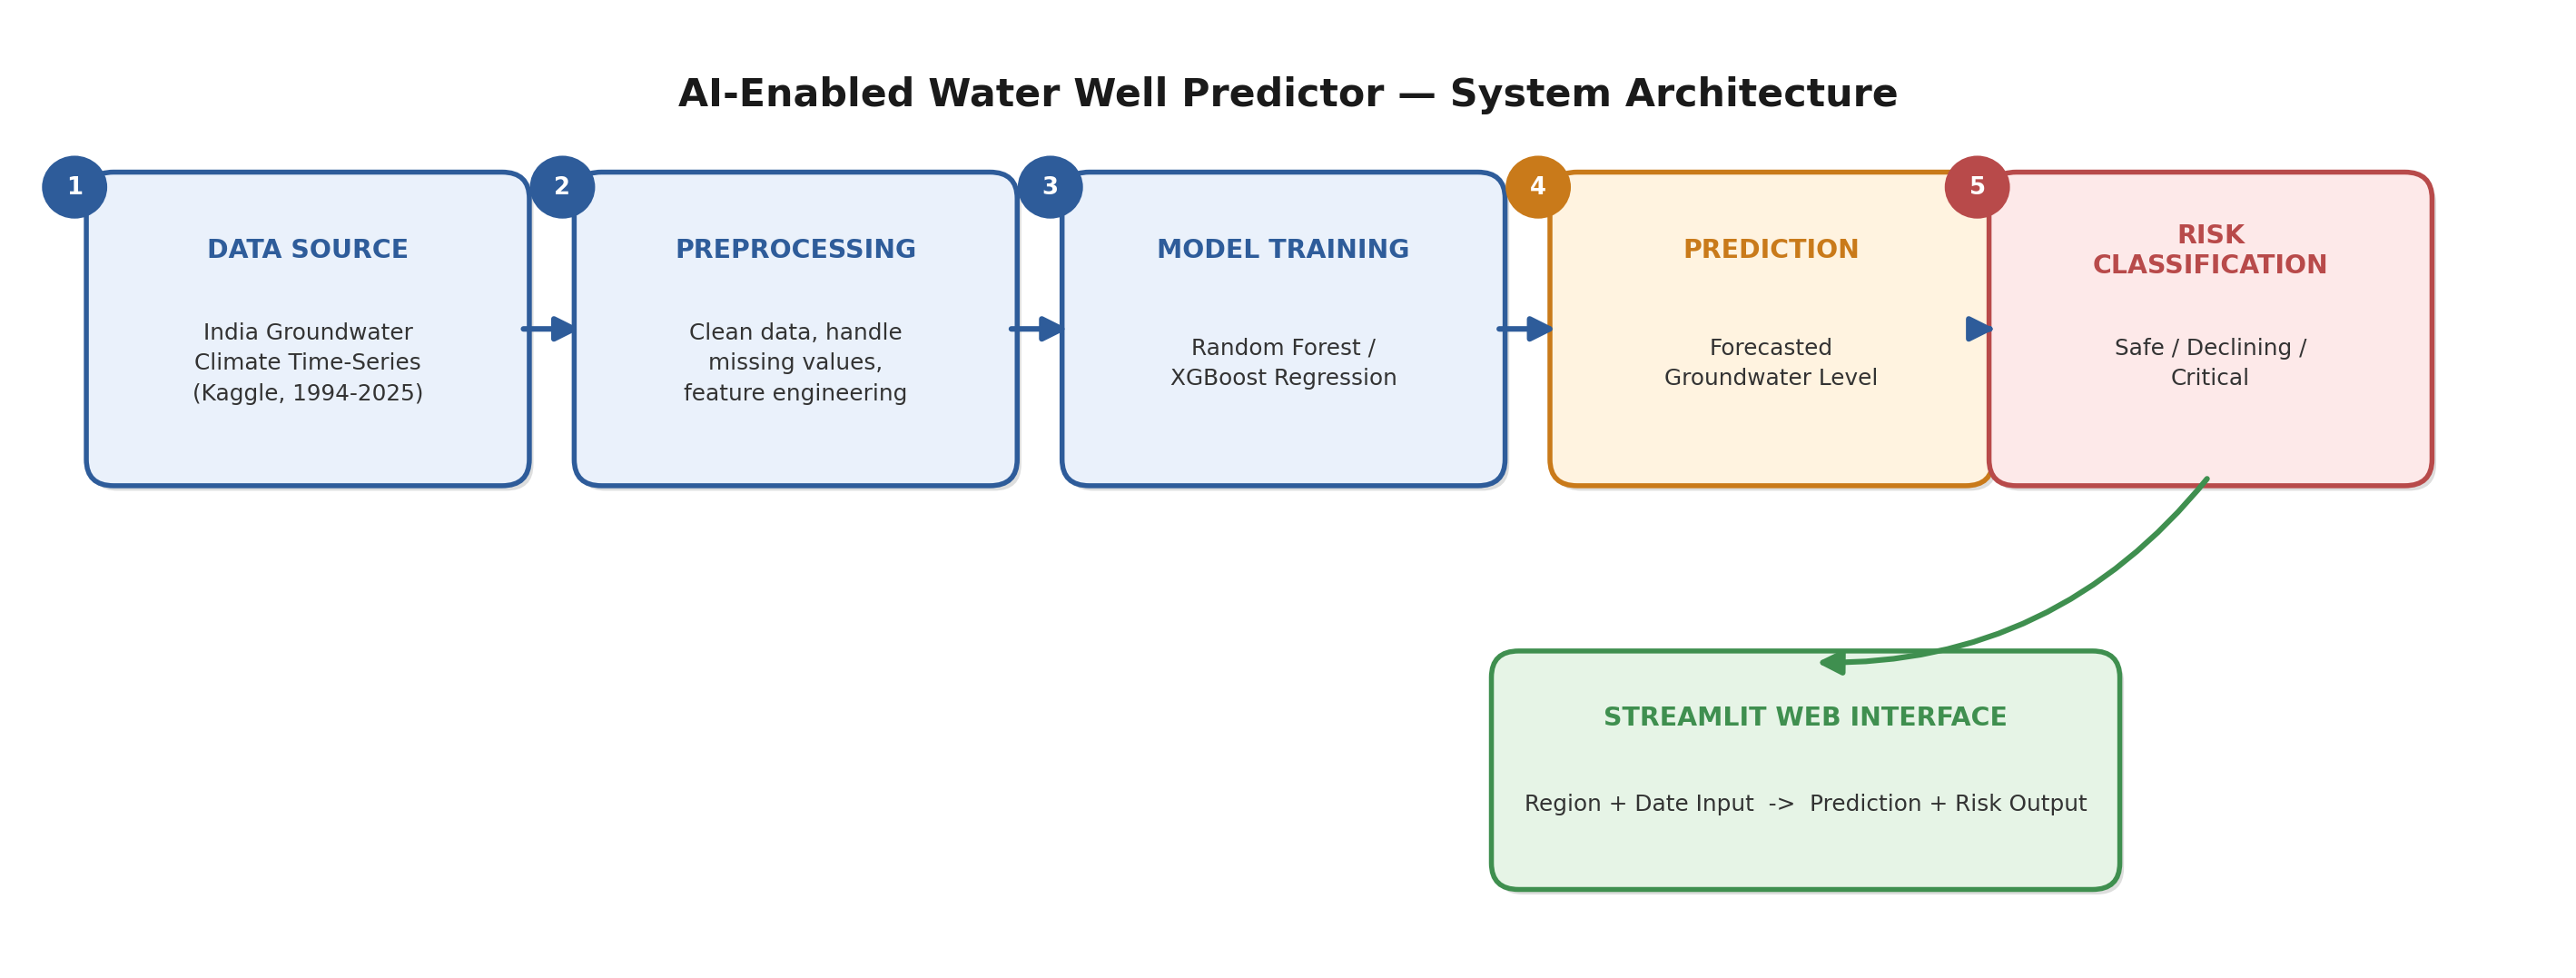 AI-Enabled Water Well Predictor — System Architecture
1
DATA SOURCE
India Groundwater
Climate Time-Series
(Kaggle, 1994-2025)
2
PREPROCESSING
Clean data, handle
missing values,
feature engineering
3
MODEL TRAINING
Random Forest /
XGBoost Regression
4
PREDICTION
Forecasted
Groundwater Level
5
RISK
CLASSIFICATION
Safe / Declining /
Critical
STREAMLIT WEB INTERFACE
Region + Date Input  ->  Prediction + Risk Output